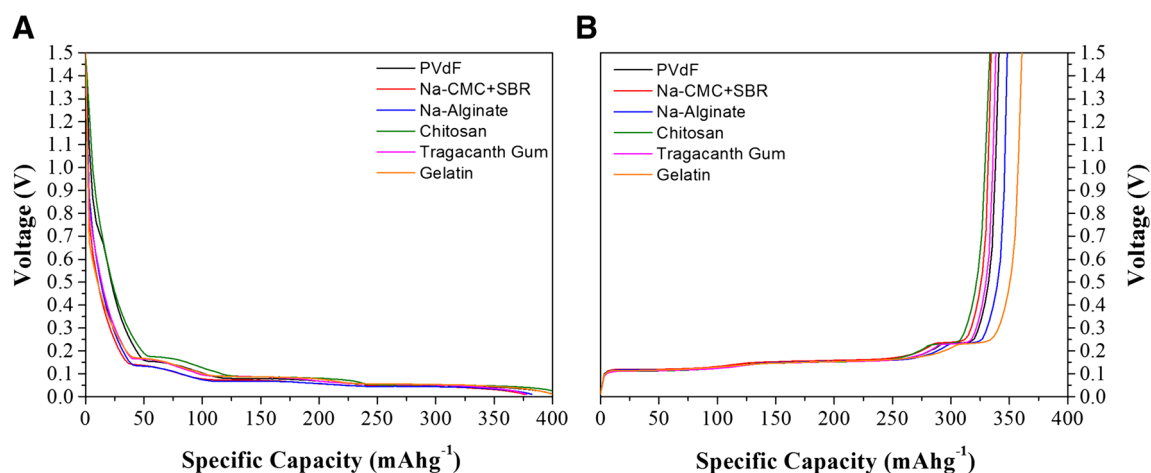 A
B
1.5
1.4
1.3
1.2
1.1
1.0
0.9
0.8
0.7
0.6
0.5
0.4
0.3
0.2
0.1
0.0
Voltage (V)
PVdF
Na-CMC+SBR
Na-Alginate
Chitosan
Tragacanth Gum
Gelatin
0 50 100 150 200 250 300 350 400
Specific Capacity (mAhg-1)
PVdF
Na-CMC+SBR
Na-Alginate
Chitosan
Tragacanth Gum
Gelatin
1.5
1.4
1.3
1.2
1.1
1.0
0.9
0.8
0.7
0.6
0.5
0.4
0.3
0.2
0.1
0.0
Voltage (V)
0 50 100 150 200 250 300 350 400
Specific Capacity (mAhg-1)